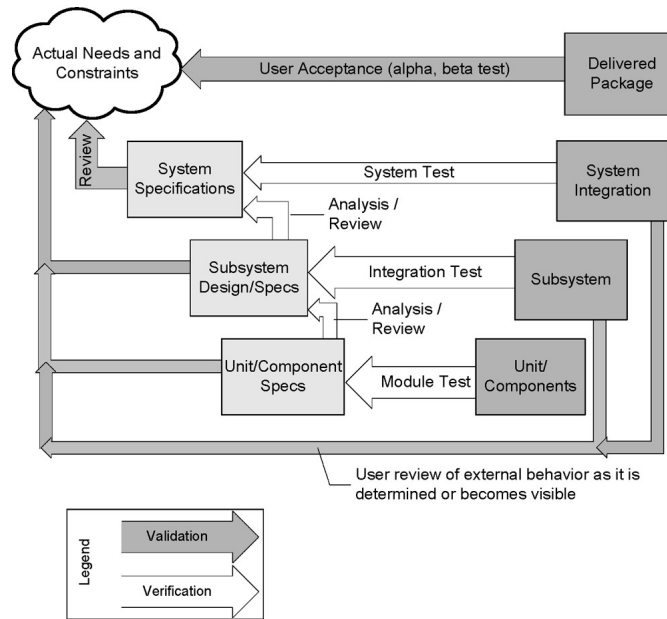 Actual Needs and
Constraints
User Acceptance (alpha, beta test)
Delivered
Package
Review
System
Specifications
System Test
System
Integration
Analysis /
Review
Subsystem
Design/Specs
Integration Test
Subsystem
Analysis /
Review
Unit/Component
Specs
Module Test
Unit/
Components
User review of external behavior as it is
determined or becomes visible
Legend
Validation
Verification